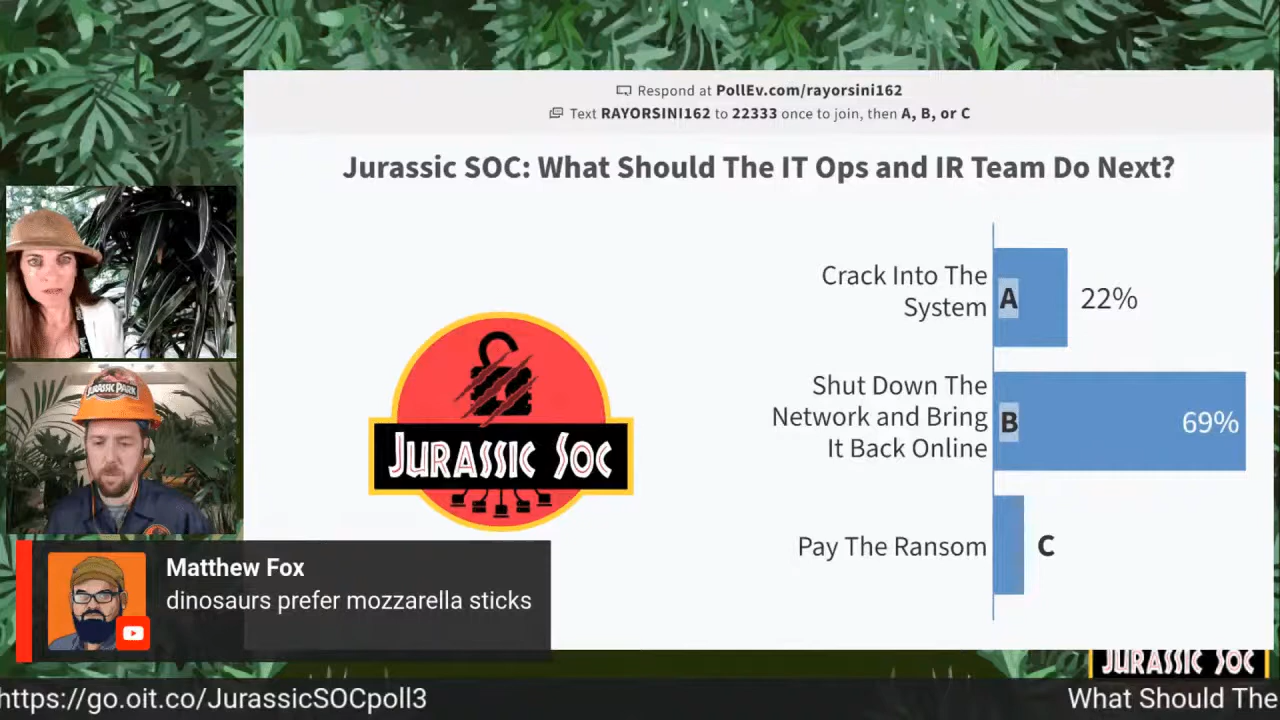 Respond at PollEv.com/rayorsini162
Text RAYORSINI162 to 22333 once to join, then A, B, or C
Jurassic SOC: What Should The IT Ops and IR Team Do Next?
Crack Into The
System
A
22%
Shut Down The
Network and Bring
It Back Online
B
69%
Pay The Ransom
C
JURASSIC SOC
JURASSIC PARK
Matthew Fox
dinosaurs prefer mozzarella sticks
JURASSIC SOC
https://go.oit.co/JurassicSOCpoll3
What Should The